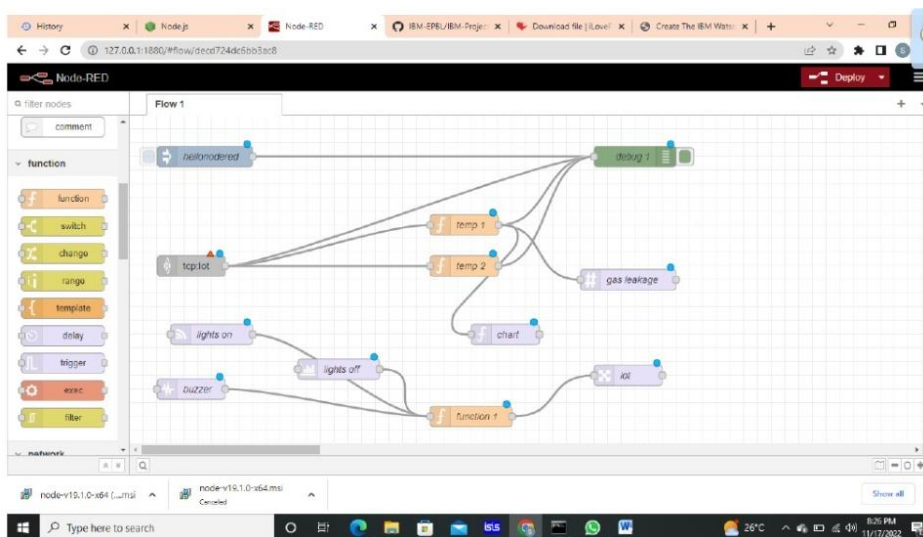 History
Node.js
Node-RED
IBM-EPBL/IBM-Projec
Download file | iLoveP
Create The IBM Wats
127.0.0.1:1880/#flow/decd724dc6bb3ac8
S
Node-RED
Deploy
filter nodes
Flow 1
comment
function
function
switch
change
range
template
delay
trigger
exec
filter
network
hellonodered
debug 1
temp 1
tcp:iot
temp 2
gas leakage
lights on
chart
lights off
iot
buzzer
function 1
node-v19.1.0-x64 (....msi
node-v19.1.0-x64.msi
Canceled
Show all
Type here to search
26°C
8:26 PM
11/17/2022